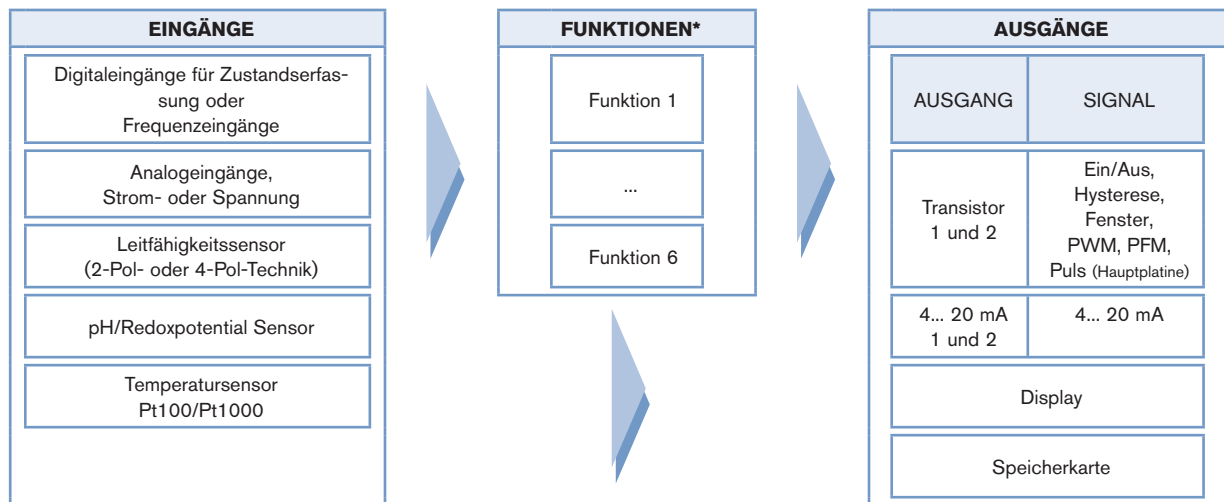 EINGÄNGE
Digitaleingänge für Zustandserfas-
sung oder
Frequenzeingänge
Analogeingänge,
Strom- oder Spannung
Leitfähigkeitssensor
(2-Pol- oder 4-Pol-Technik)
pH/Redoxpotential Sensor
Temperatursensor
Pt100/Pt1000
FUNKTIONEN*
Funktion 1
...
Funktion 6
AUSGÄNGE
AUSGANG
SIGNAL
Transistor
1 und 2
Ein/Aus,
Hysterese,
Fenster,
PWM, PFM,
Puls (Hauptplatine)
4... 20 mA
1 und 2
4... 20 mA
Display
Speicherkarte